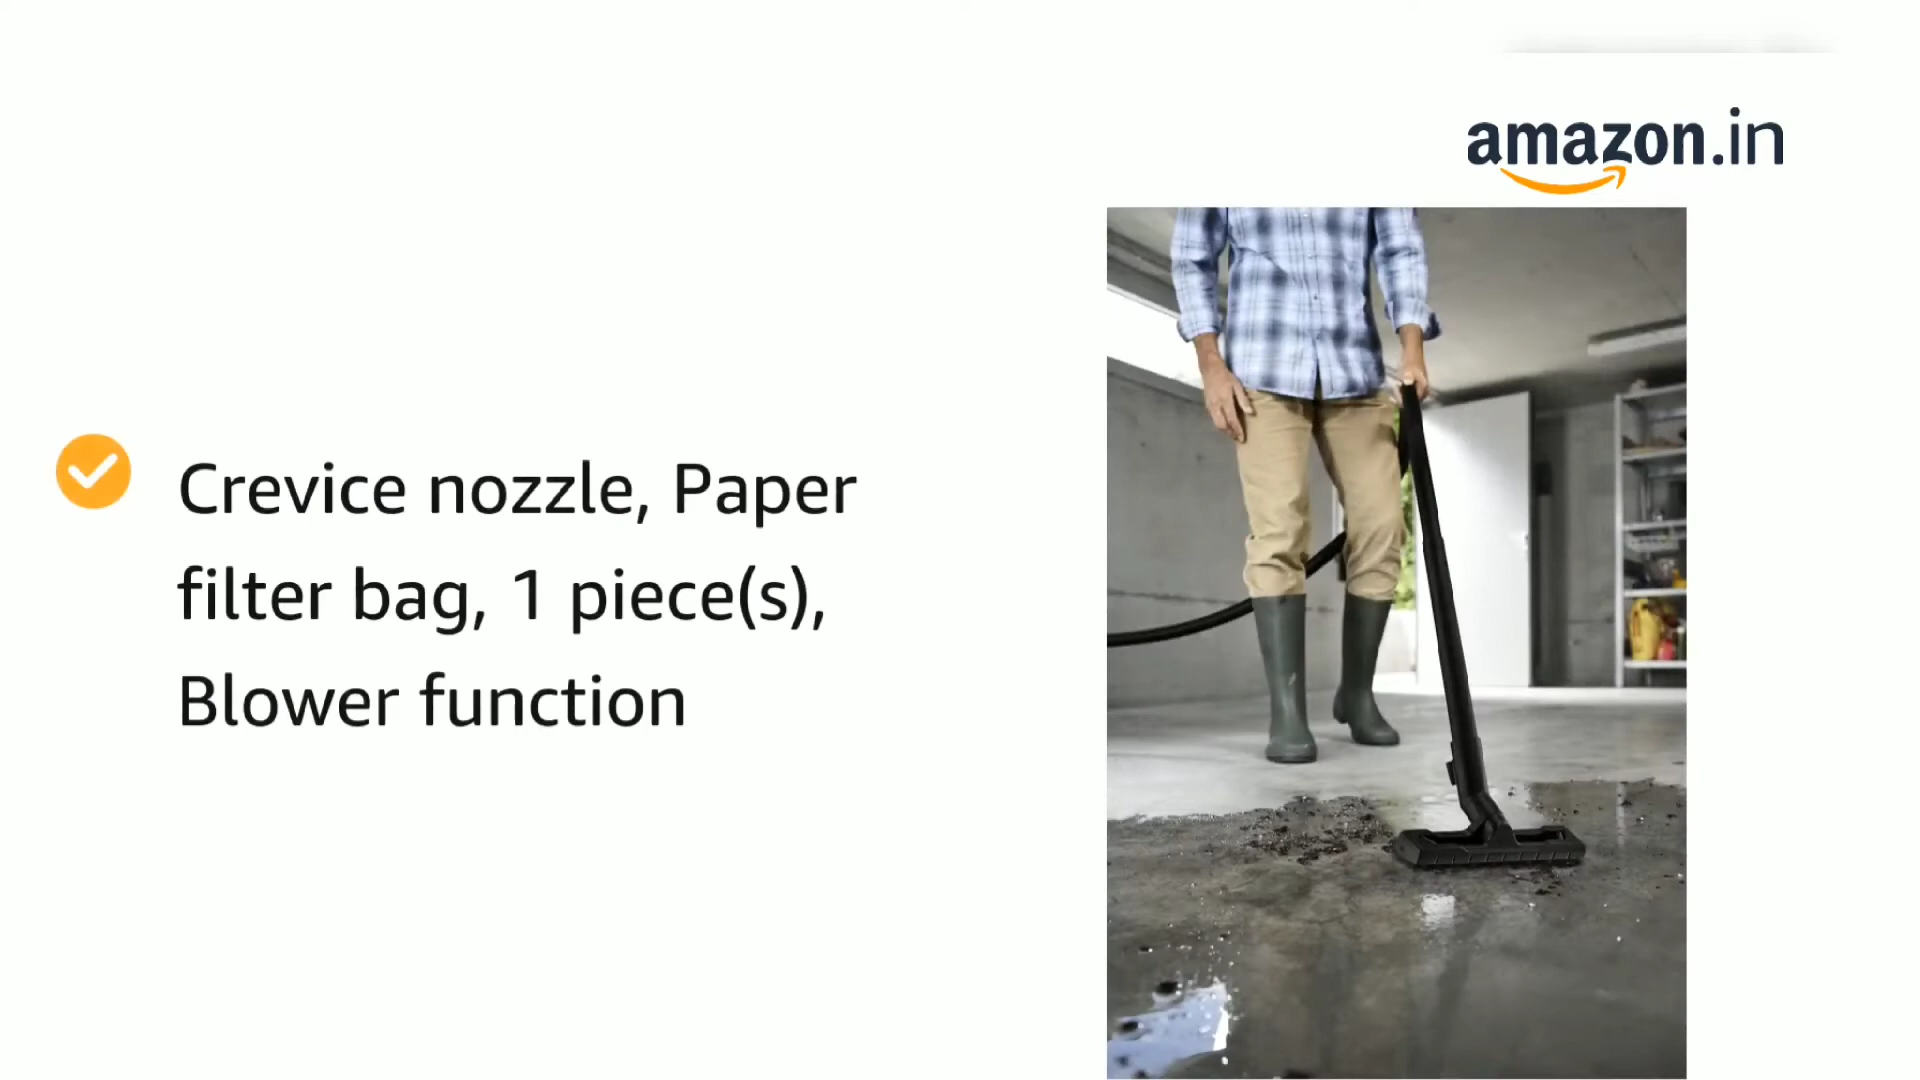 amazon.in
Crevice nozzle, Paper
filter bag, 1 piece(s),
Blower function